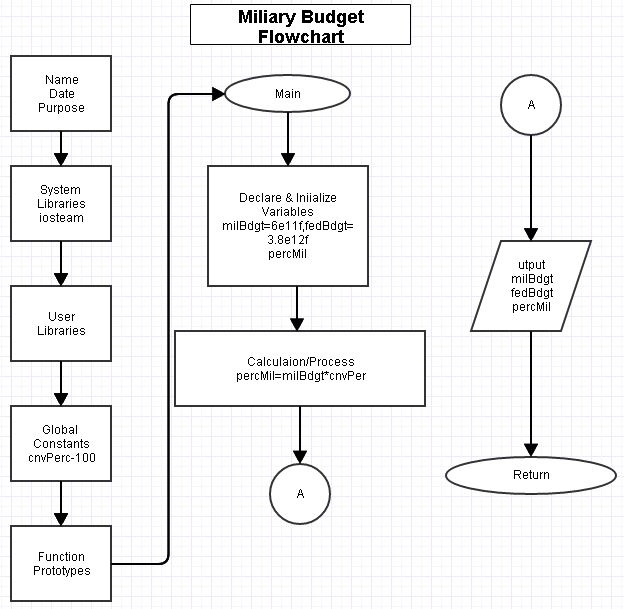 Miliary Budget
Flowchart
Name
Date
Purpose
System
Libraries
iosteam
User
Libraries
Global
Constants
cnvPerc-100
Function
Prototypes
Main
Declare & Iniialize
Variables
milBdgt=6e11f,fedBdgt=
3.8e12f
percMil
Calculaion/Process
percMil=milBdgt*cnvPer
A
A
utput
milBdgt
fedBdgt
percMil
Return